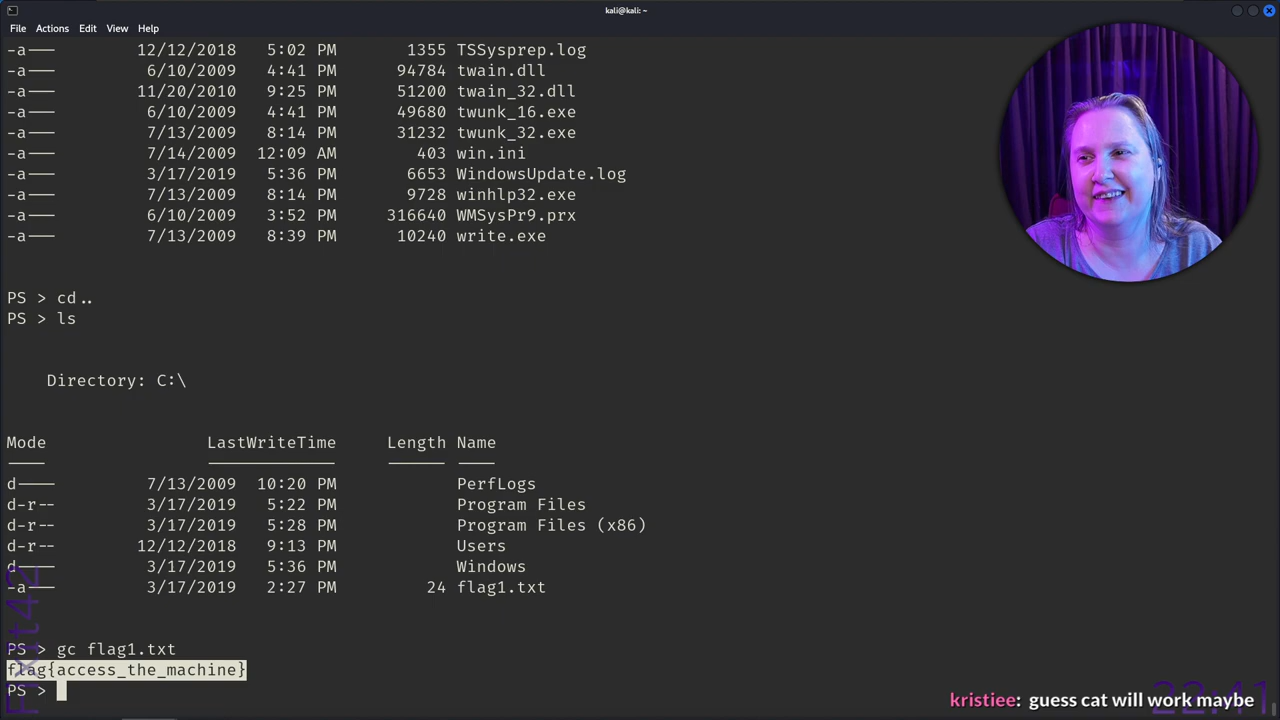 kali@kali: ~
File Actions Edit View Help
-a—— 12/12/2018 5:02 PM 1355 TSSysprep.log
-a—— 6/10/2009 4:41 PM 94784 twain.dll
-a—— 11/20/2010 9:25 PM 51200 twain_32.dll
-a—— 6/10/2009 4:41 PM 49680 twunk_16.exe
-a—— 7/13/2009 8:14 PM 31232 twunk_32.exe
-a—— 7/14/2009 12:09 AM 403 win.ini
-a—— 3/17/2019 5:36 PM 6653 WindowsUpdate.log
-a—— 7/13/2009 8:14 PM 9728 winhlp32.exe
-a—— 6/10/2009 3:52 PM 316640 WMSysPr9.prx
-a—— 7/13/2009 8:39 PM 10240 write.exe
PS > cd..
PS > ls
Directory: C:\
Mode LastWriteTime Length Name
d—— 7/13/2009 10:20 PM PerfLogs
d-r-- 3/17/2019 5:22 PM Program Files
d-r-- 3/17/2019 5:28 PM Program Files (x86)
d-r-- 12/12/2018 9:13 PM Users
d—— 3/17/2019 5:36 PM Windows
-a—— 3/17/2019 2:27 PM 24 flag1.txt
PS > gc flag1.txt
flag{access_the_machine}
PS >
22:41
kristiee: guess cat will work maybe